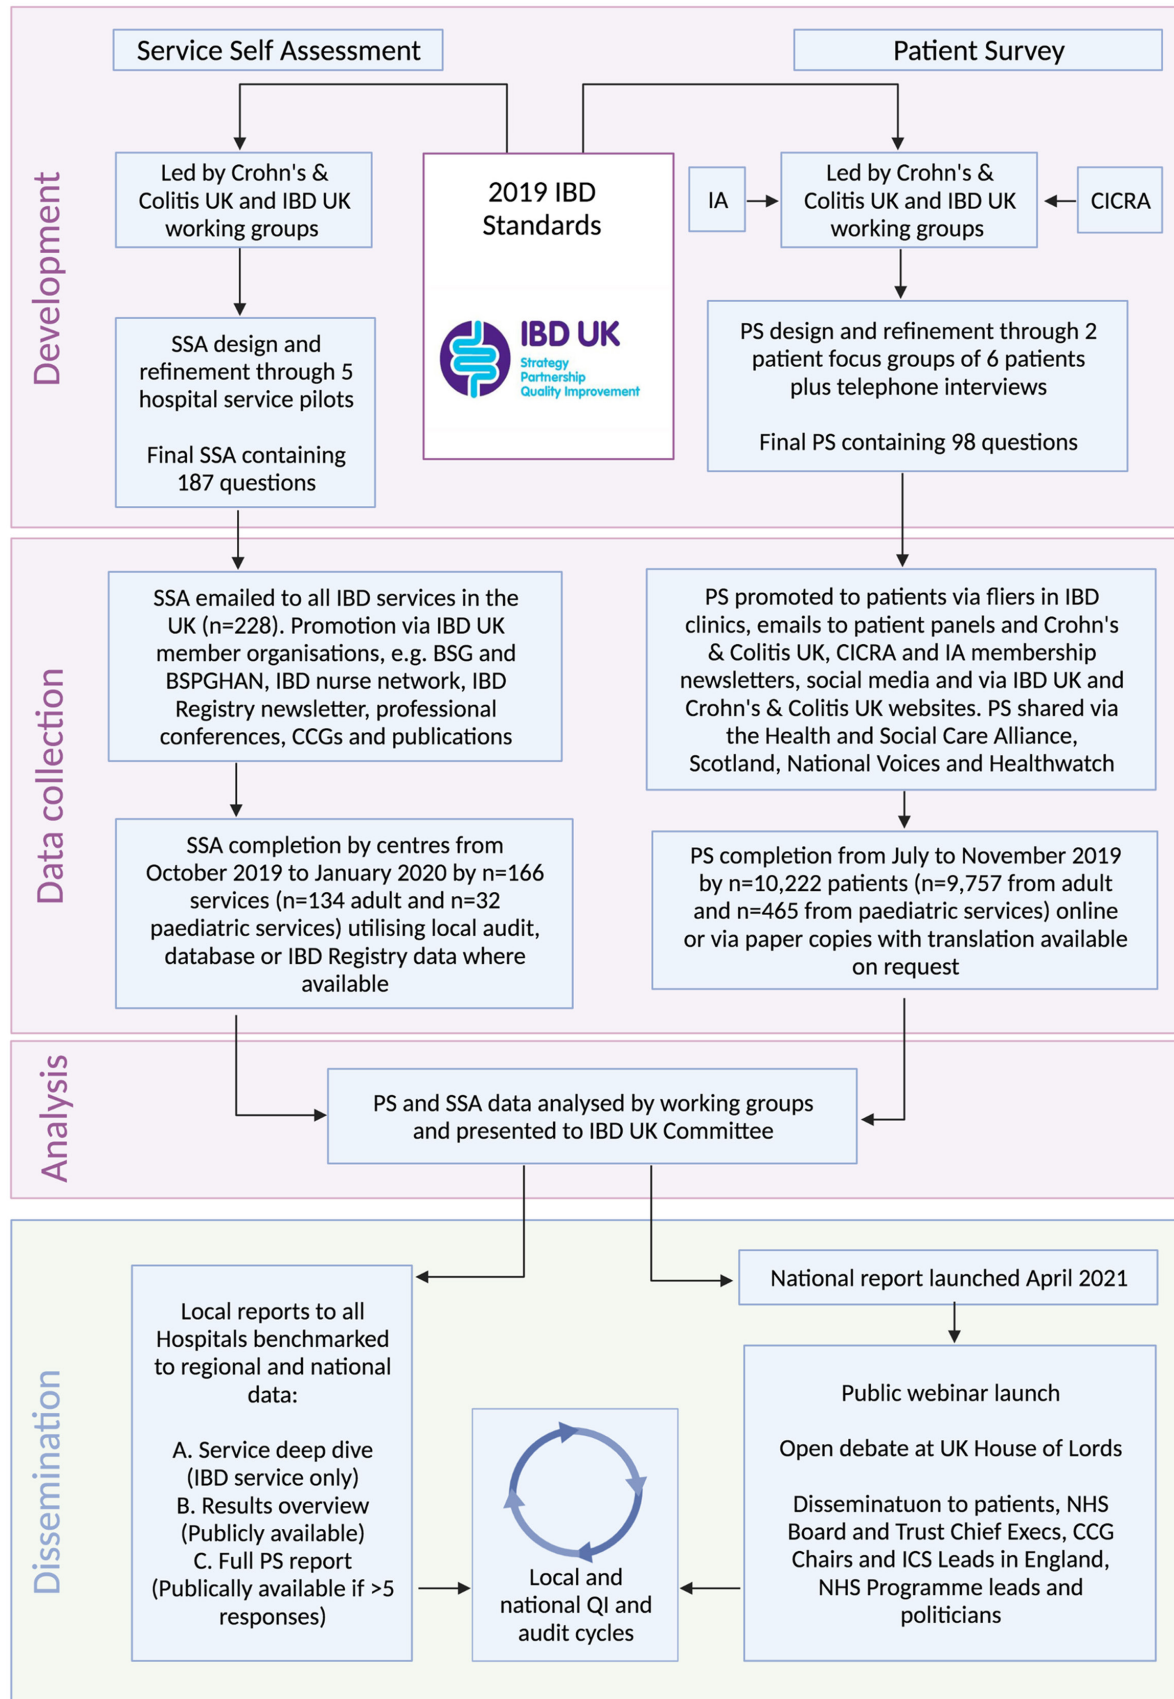 Development
Service Self Assessment
Patient Survey
Led by Crohn's &
Colitis UK and IBD UK
working groups
2019 IBD
Standards
IBD UK
Strategy
Partnership
Quality Improvement
IA
Led by Crohn's &
Colitis UK and IBD UK
working groups
CICRA
SSA design and
refinement through 5
hospital service pilots
Final SSA containing
187 questions
PS design and refinement through 2
patient focus groups of 6 patients
plus telephone interviews
Final PS containing 98 questions
Data collection
SSA emailed to all IBD services in the
UK (n=228). Promotion via IBD UK
member organisations, e.g. BSG and
BSPGHAN, IBD nurse network, IBD
Registry newsletter, professional
conferences, CCGs and publications
PS promoted to patients via fliers in IBD
clinics, emails to patient panels and Crohn's
& Colitis UK, CICRA and IA membership
newsletters, social media and via IBD UK and
Crohn's & Colitis UK websites. PS shared via
the Health and Social Care Alliance,
Scotland, National Voices and Healthwatch
SSA completion by centres from
October 2019 to January 2020 by n=166
services (n=134 adult and n=32
paediatric services) utilising local audit,
database or IBD Registry data where
available
PS completion from July to November 2019
by n=10,222 patients (n=9,757 from adult
and n=465 from paediatric services) online
or via paper copies with translation available
on request
Analysis
PS and SSA data analysed by working groups
and presented to IBD UK Committee
Dissemination
Local reports to all
Hospitals benchmarked
to regional and national
data:
A. Service deep dive
(IBD service only)
B. Results overview
(Publicly available)
C. Full PS report
(Publically available if >5
responses)
Local and
national QI and
audit cycles
National report launched April 2021
Public webinar launch
Open debate at UK House of Lords
Disseminatuon to patients, NHS
Board and Trust Chief Execs, CCG
Chairs and ICS Leads in England,
NHS Programme leads and
politicians